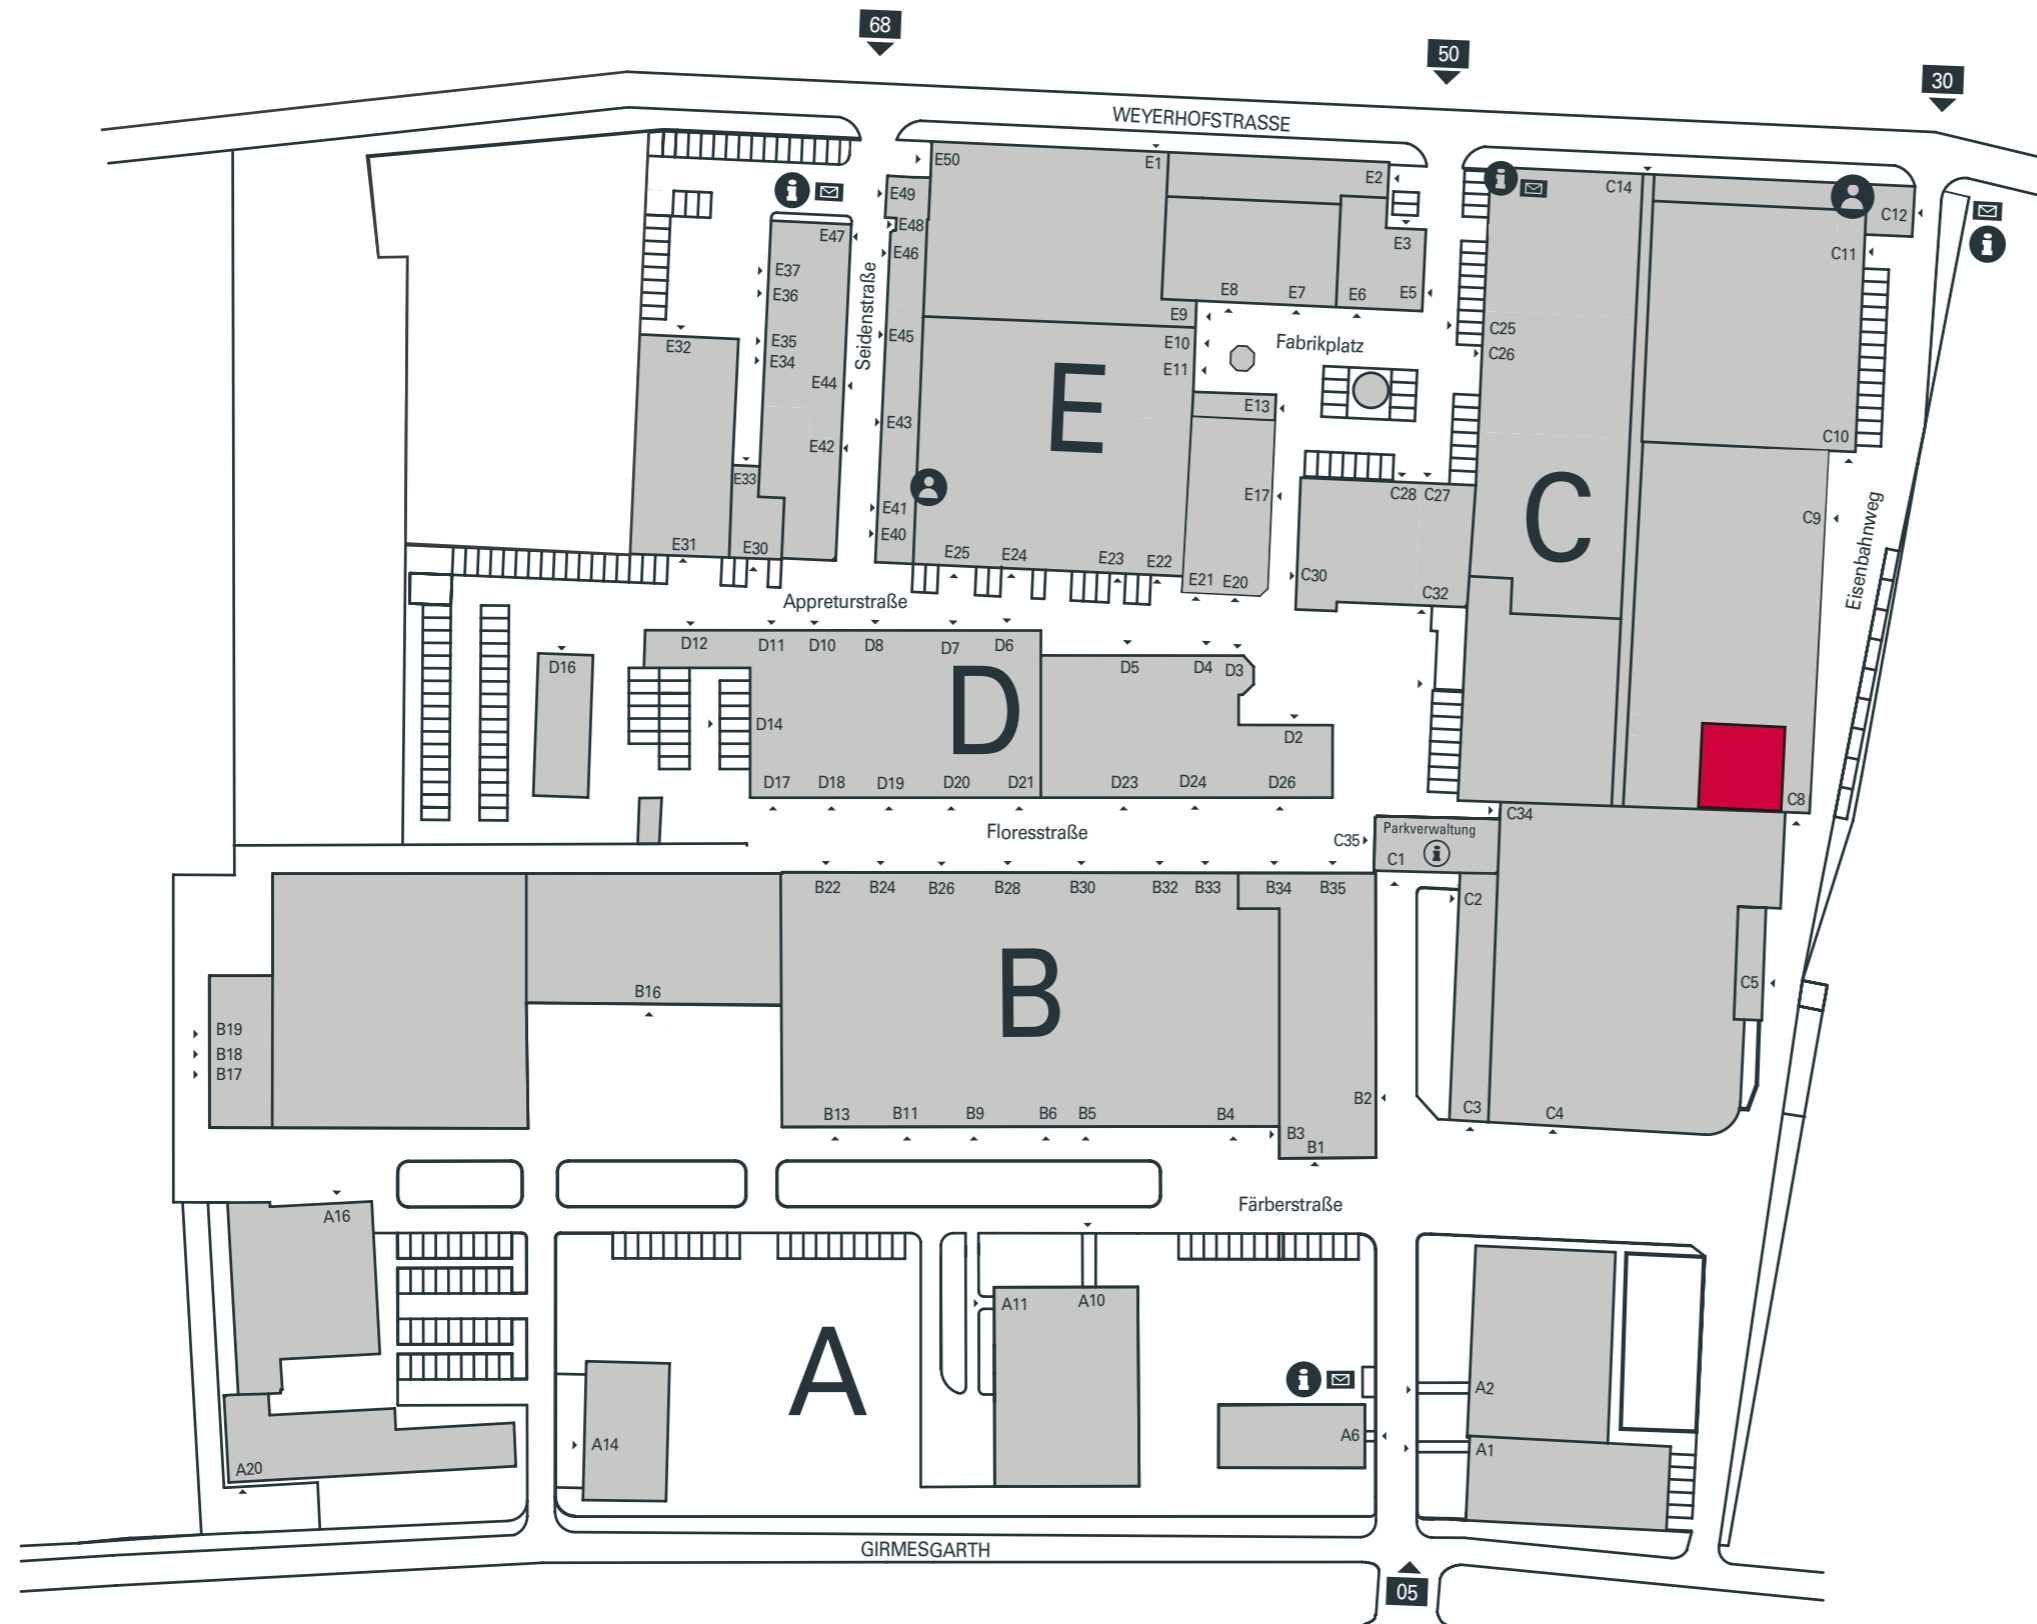 68
50
30
WEYERHOFSTRASSE
E50
E1
E2
C14
E49
C12
E48
E47
E46
E3
C11
E37
E36
E8
E7
E6
E5
E9
Seidenstraße
E45
E10
Fabrikplatz
C25
E35
E32
E34
E11
C26
E44
E
E13
E43
E42
C10
E33
E17
C28
C27
C
C9
E41
E40
E31
E30
E25
E24
E23
E22
E21
E20
C30
C32
Eisenbahnweg
Appreturstraße
D12
D11
D10
D8
D7
D6
D16
D5
D4
D3
D
D14
D2
D17
D18
D19
D20
D21
D23
D24
D26
C8
C34
Floresstraße
Parkverwaltung
C35
C1
B22
B24
B26
B28
B30
B32
B33
B34
B35
C2
B
B16
C5
B19
B18
B17
B2
B13
B11
B9
B6
B5
B4
C3
C4
B3
B1
Färberstraße
A16
A11
A10
A
A2
A14
A6
A1
A20
GIRMESGARTH
05